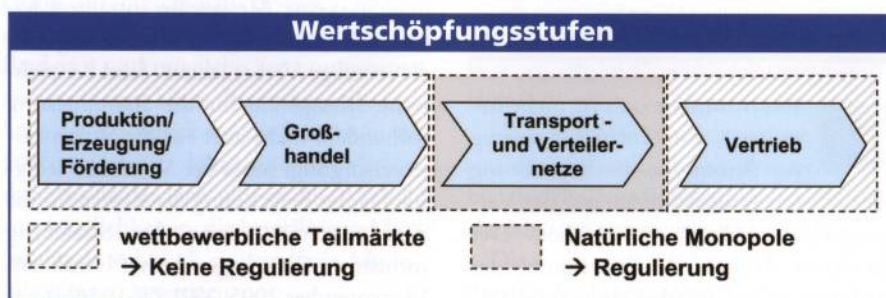 Wertschöpfungsstufen
Produktion/
Erzeugung/
Förderung
Groß-
handel
Transport -
und Verteiler-
netze
Vertrieb
wettbewerbliche Teilmärkte
→ Keine Regulierung
Natürliche Monopole
→ Regulierung